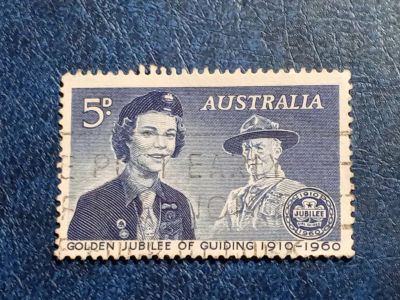 5D.
AUSTRALIA
1910
JUBILEE
1960
GOLDEN JUBILEE OF GUIDING 1910-1960